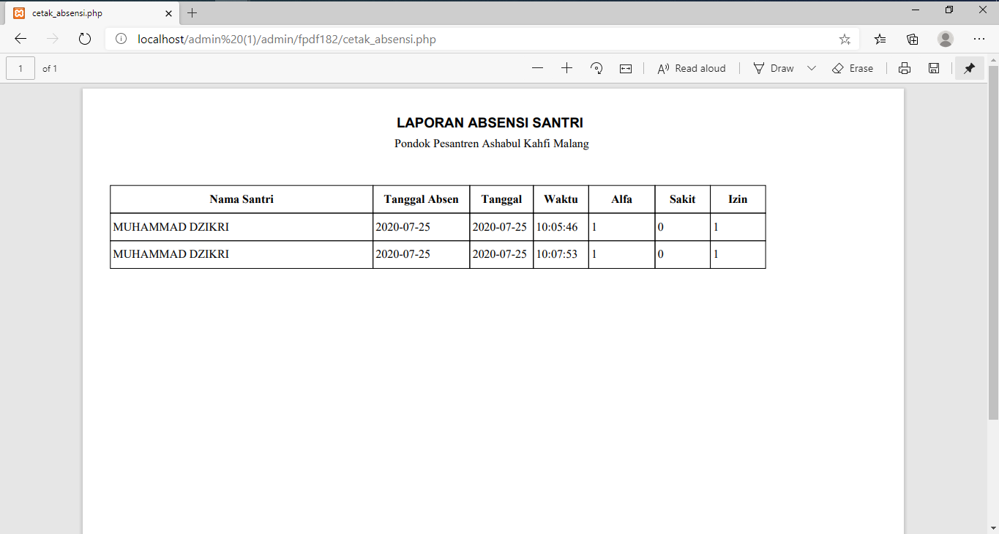 cetak_absensi.php
localhost/admin%20(1)/admin/fpdf182/cetak_absensi.php
1 of 1 Read aloud Draw Erase
LAPORAN ABSENSI SANTRI
Pondok Pesantren Ashabul Kahfi Malang
Nama Santri Tanggal Absen Tanggal Waktu Alfa Sakit Izin
MUHAMMAD DZIKRI 2020-07-25 2020-07-25 10:05:46 1 0 1
MUHAMMAD DZIKRI 2020-07-25 2020-07-25 10:07:53 1 0 1